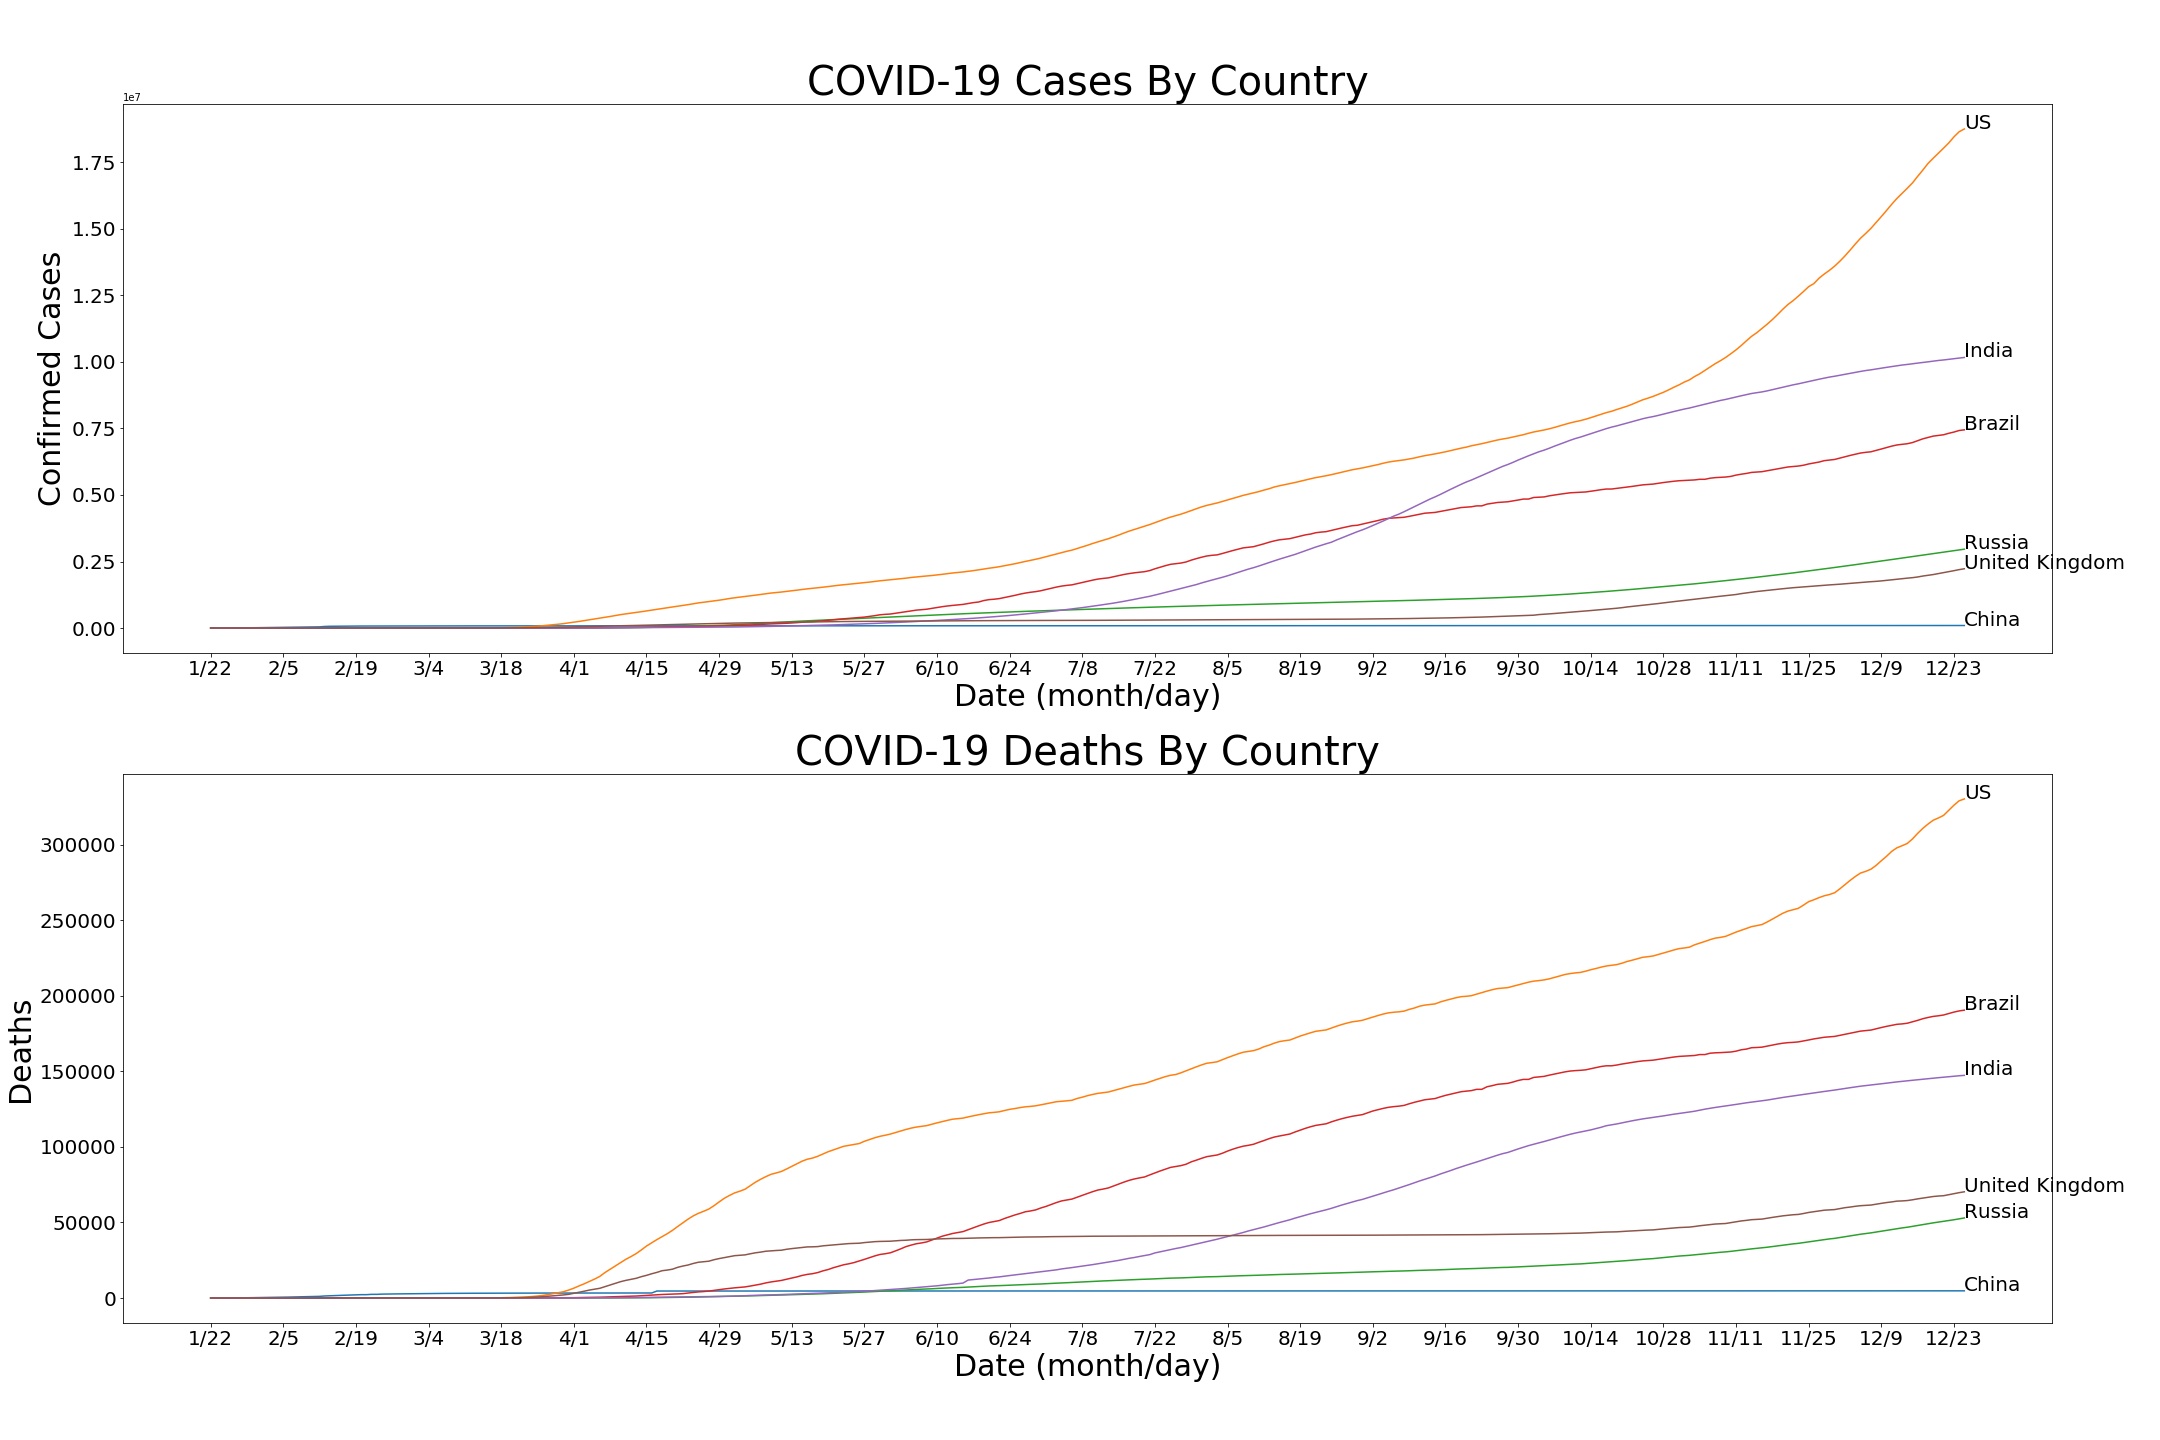 COVID-19 Cases By Country
1e7
US
1.75
1.50
1.25
1.00
India
0.75
Brazil
0.50
0.25
Russia
United Kingdom
0.00
China
Confirmed Cases
1/22 2/5 2/19 3/4 3/18 4/1 4/15 4/29 5/13 5/27 6/10 6/24 7/8 7/22 8/5 8/19 9/2 9/16 9/30 10/14 10/28 11/11 11/25 12/9 12/23
Date (month/day)
COVID-19 Deaths By Country
US
300000
250000
200000
Brazil
150000
India
100000
50000
United Kingdom
Russia
0
China
Deaths
1/22 2/5 2/19 3/4 3/18 4/1 4/15 4/29 5/13 5/27 6/10 6/24 7/8 7/22 8/5 8/19 9/2 9/16 9/30 10/14 10/28 11/11 11/25 12/9 12/23
Date (month/day)